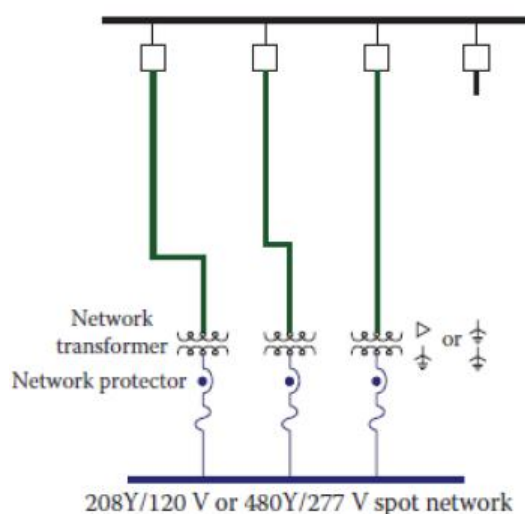 Network
transformer
or
Network protector
208Y/120 V or 480Y/277 V spot network